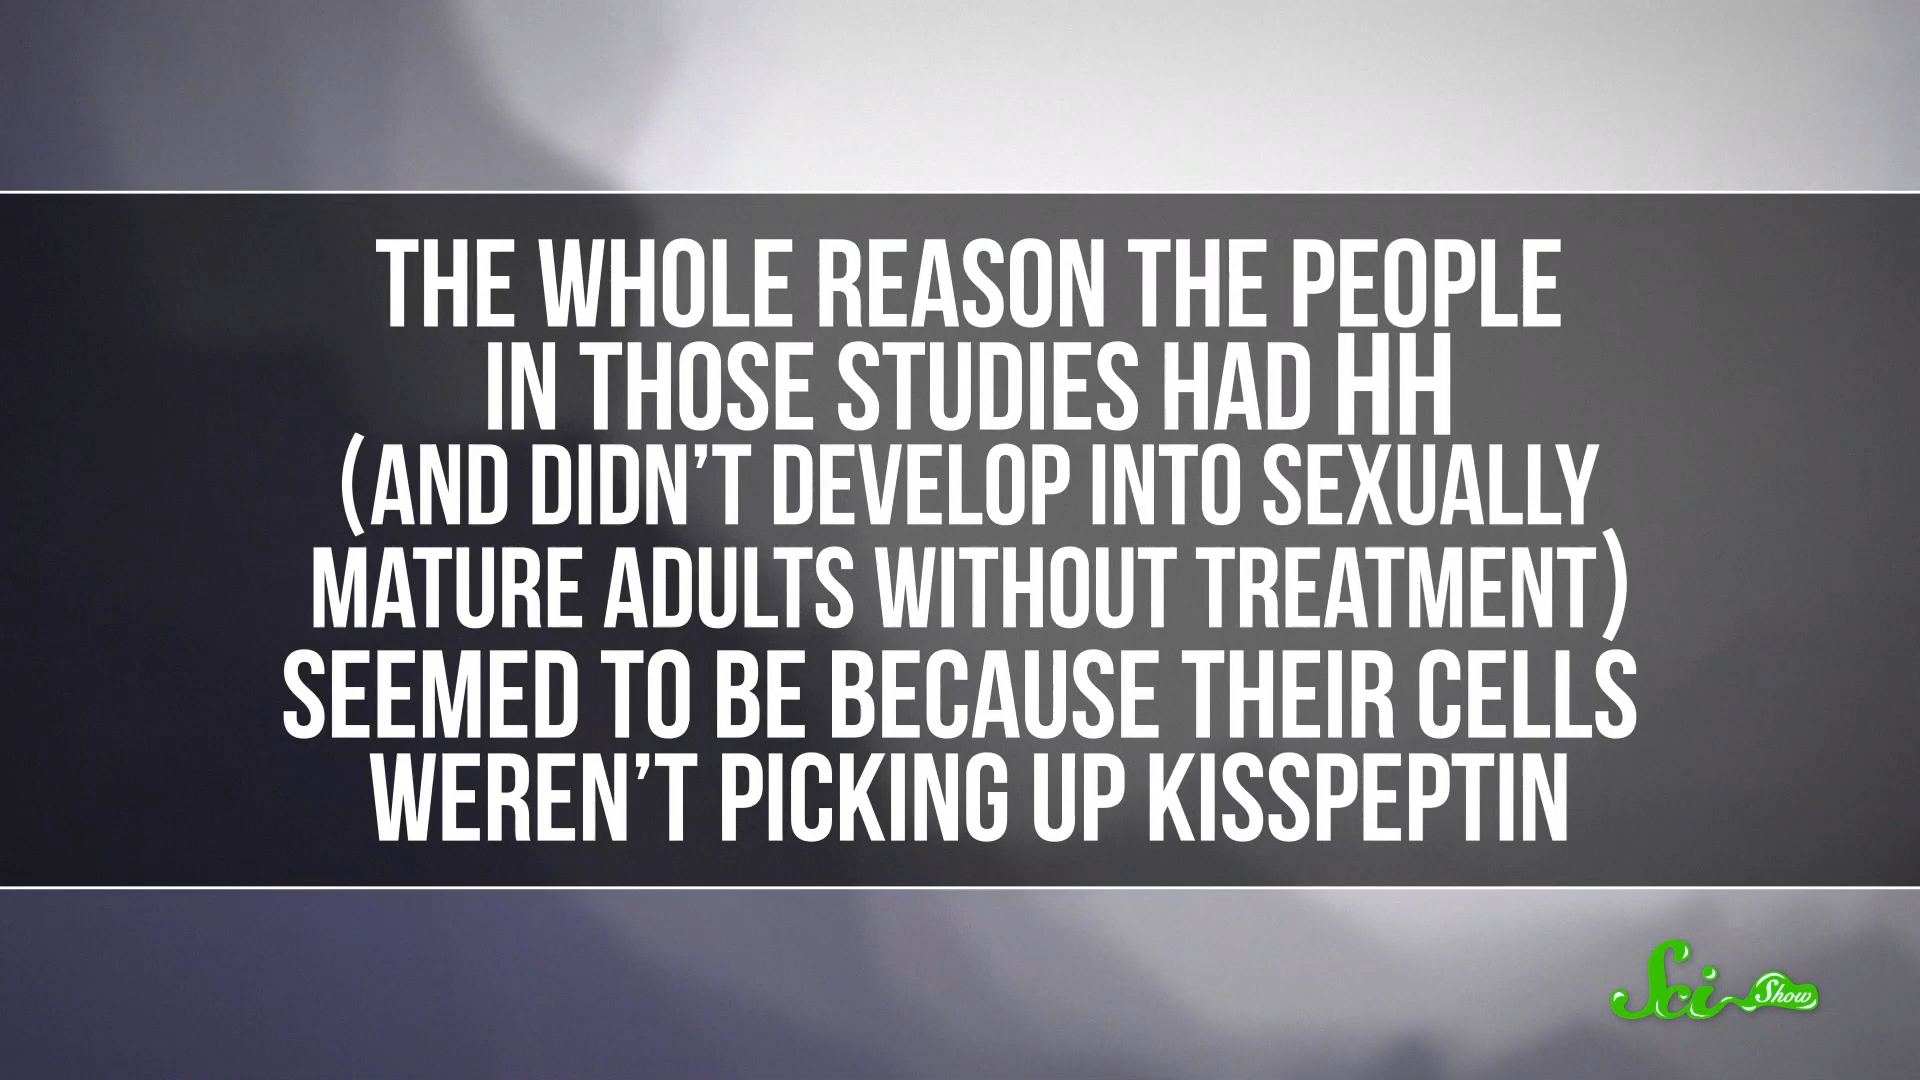 THE WHOLE REASON THE PEOPLE
IN THOSE STUDIES HAD HH
(AND DIDN'T DEVELOP INTO SEXUALLY
MATURE ADULTS WITHOUT TREATMENT)
SEEMED TO BE BECAUSE THEIR CELLS
WEREN'T PICKING UP KISSPEPTIN
Sci Show